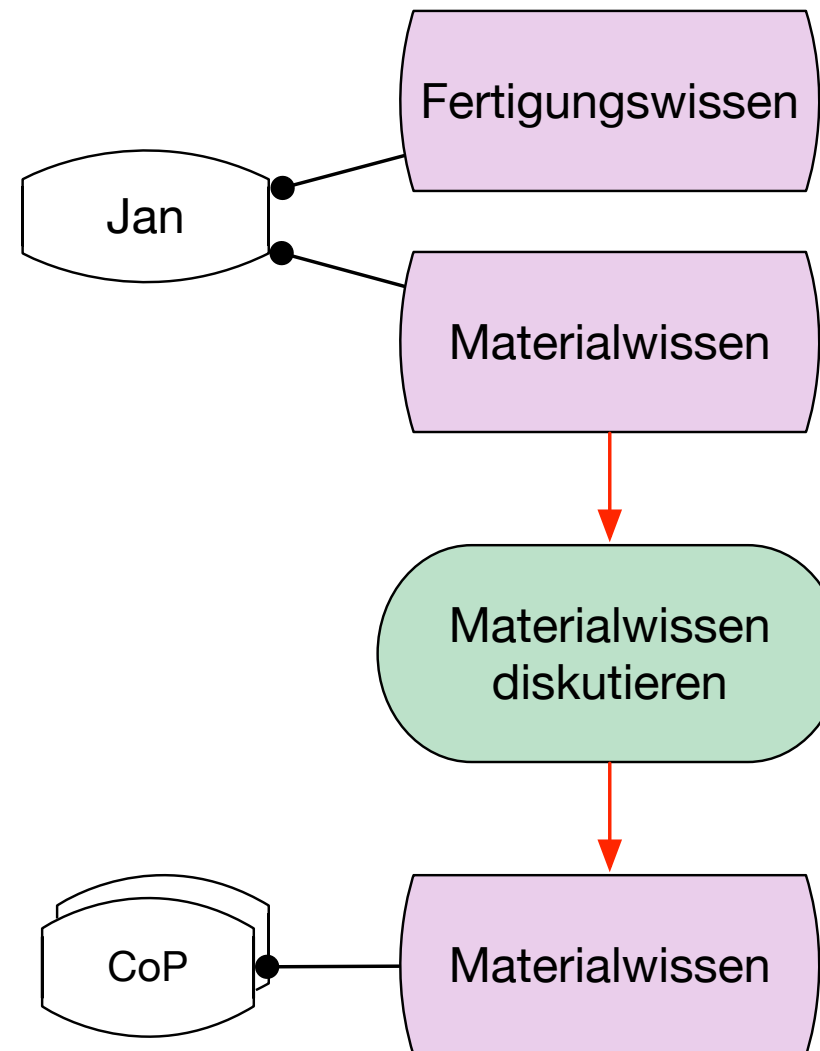 Fertigungswissen
Jan
Materialwissen
Materialwissen
diskutieren
CoP
Materialwissen